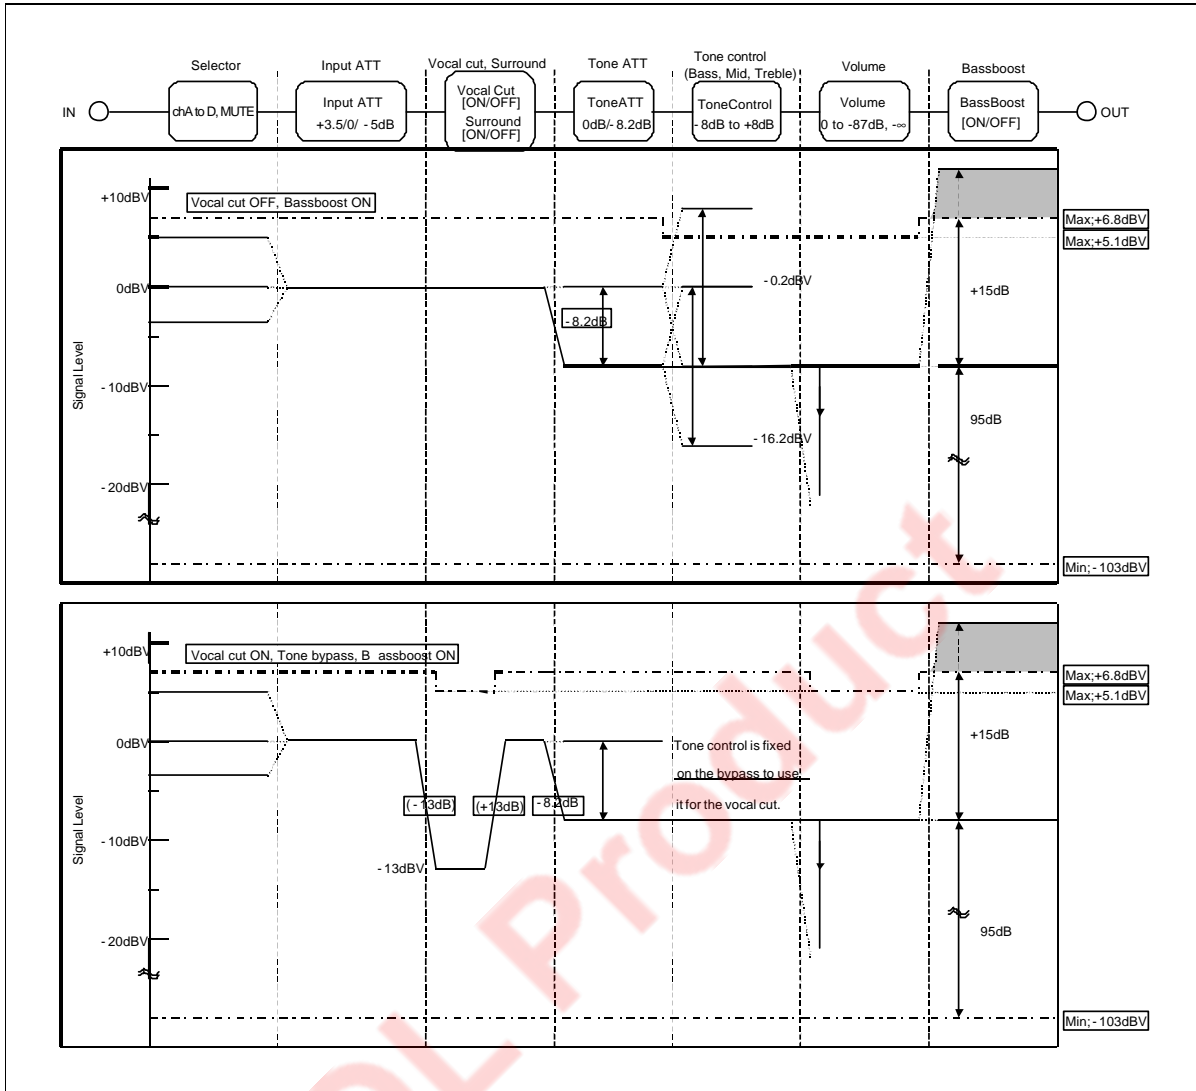 Selector
Input ATT
Vocal cut, Surround
Tone ATT
Tone control
(Bass, Mid, Treble)
Volume
Bassboost
IN
chA to D, MUTE
Input ATT
+3.5/0/ - 5dB
Vocal Cut
[ON/OFF]
Surround
[ON/OFF]
ToneATT
0dB/- 8.2dB
ToneControl
- 8dB to +8dB
Volume
0 to -87dB, -∞
BassBoost
[ON/OFF]
OUT
Signal Level
+10dBV
0dBV
- 10dBV
- 20dBV
Vocal cut OFF, Bassboost ON
- 8.2dB
- 0.2dBV
- 16.2dBV
+15dB
95dB
Max;+6.8dBV
Max;+5.1dBV
Min;- 103dBV
Signal Level
+10dBV
0dBV
- 10dBV
- 20dBV
Vocal cut ON, Tone bypass, B assboost ON
(- 13dB)
(+13dB)
- 8.2dB
- 13dBV
Tone control is fixed
on the bypass to use
it for the vocal cut.
+15dB
95dB
Max;+6.8dBV
Max;+5.1dBV
Min;- 103dBV
OL Product